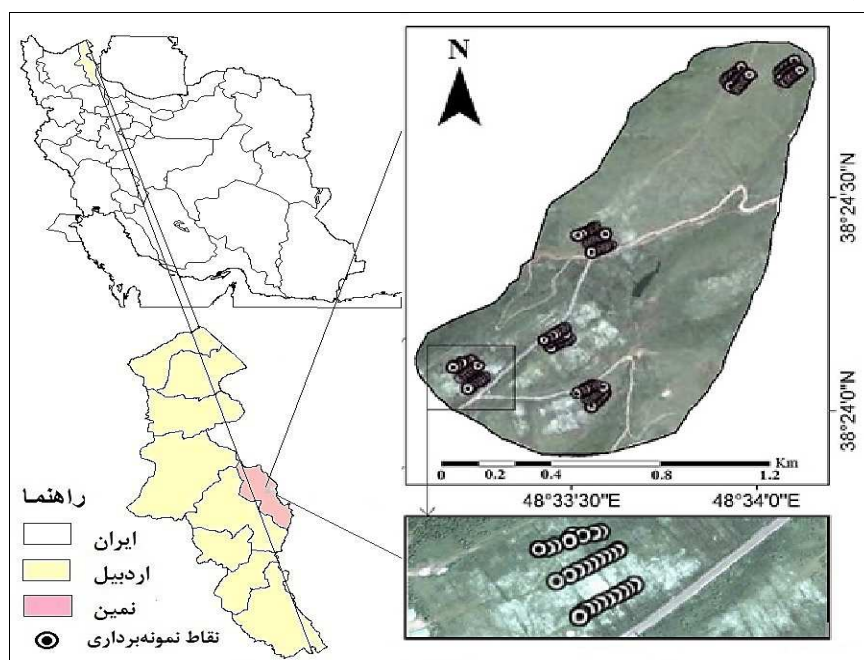 N
38°24'30"N
38°24'0"N
Km
0 0.2 0.4 0.8 1.2
48°33'30"E 48°34'0"E
راهنما
ایران
اردبیل
نمین
نقاط نمونه‌برداری